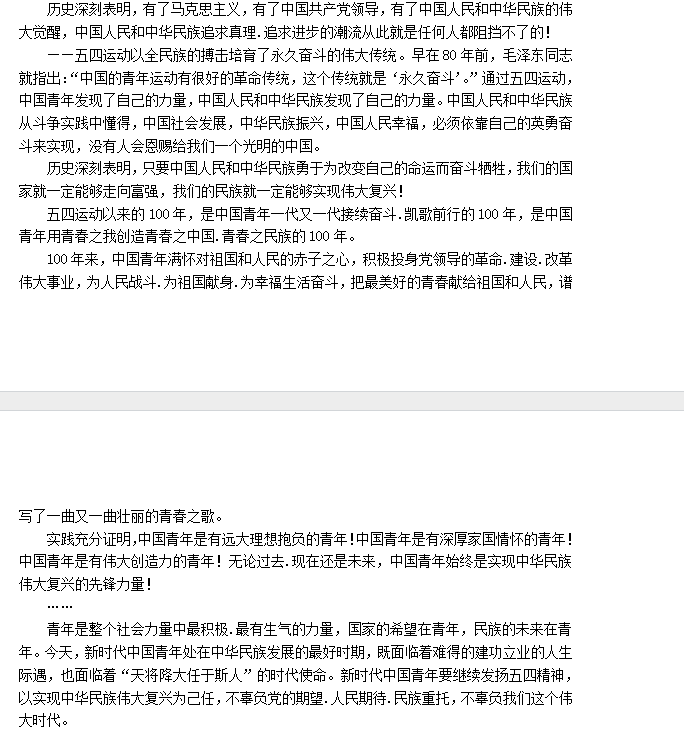 历史深刻表明，有了马克思主义，有了中国共产党领导，有了中国人民和中华民族的伟
大觉醒，中国人民和中华民族追求真理.追求进步的潮流从此就是任何人都阻挡不了的！
——五四运动以全民族的搏击培育了永久奋斗的伟大传统。早在 80 年前，毛泽东同志
就指出：“中国的青年运动有很好的革命传统，这个传统就是‘永久奋斗’。”通过五四运动，
中国青年发现了自己的力量，中国人民和中华民族发现了自己的力量。中国人民和中华民族
从斗争实践中懂得，中国社会发展，中华民族振兴，中国人民幸福，必须依靠自己的英勇奋
斗来实现，没有人会恩赐给我们一个光明的中国。
历史深刻表明，只要中国人民和中华民族勇于为改变自己的命运而奋斗牺牲，我们的国
家就一定能够走向富强，我们的民族就一定能够实现伟大复兴！
五四运动以来的 100 年，是中国青年一代又一代接续奋斗.凯歌前行的 100 年，是中国
青年用青春之我创造青春之中国.青春之民族的 100 年。
100 年来，中国青年满怀对祖国和人民的赤子之心，积极投身党领导的革命.建设.改革
伟大事业，为人民战斗.为祖国献身.为幸福生活奋斗，把最美好的青春献给祖国和人民，谱
写了一曲又一曲壮丽的青春之歌。
实践充分证明,中国青年是有远大理想抱负的青年！中国青年是有深厚家国情怀的青年！
中国青年是有伟大创造力的青年！无论过去.现在还是未来，中国青年始终是实现中华民族
伟大复兴的先锋力量！
……
青年是整个社会力量中最积极.最有生气的力量，国家的希望在青年，民族的未来在青
年。今天，新时代中国青年处在中华民族发展的最好时期，既面临着难得的建功立业的人生
际遇，也面临着“天将降大任于斯人”的时代使命。新时代中国青年要继续发扬五四精神，
以实现中华民族伟大复兴为己任，不辜负党的期望.人民期待.民族重托，不辜负我们这个伟
大时代。